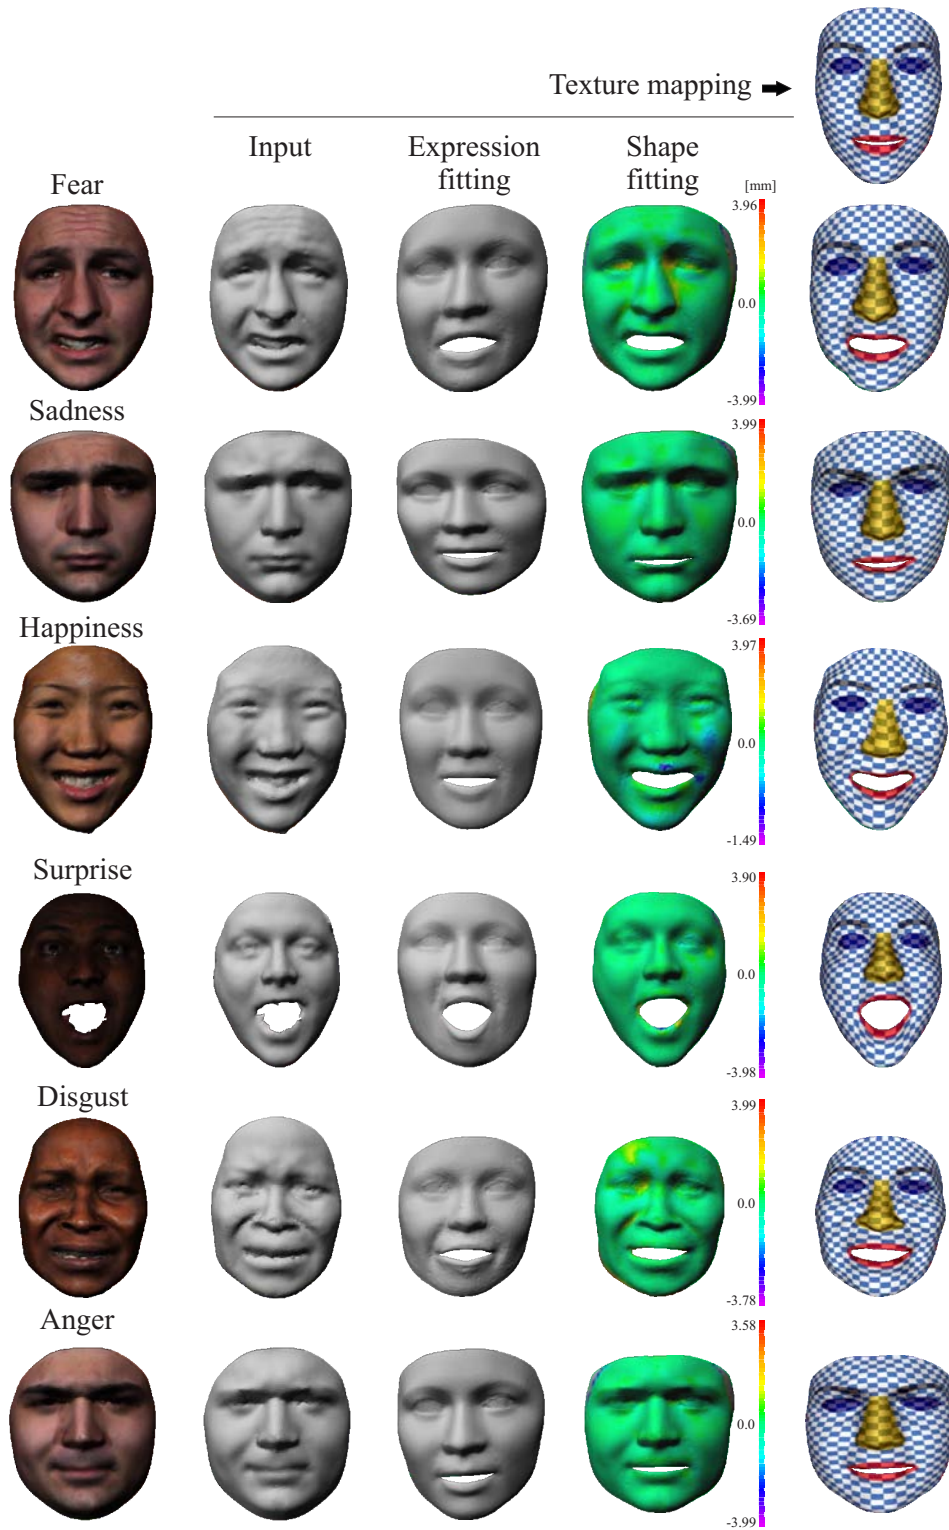 Texture mapping
Input
Expression
fitting
Shape
fitting
[mm]
Fear
3.96
0.0
-3.99
Sadness
3.99
0.0
-3.69
Happiness
3.97
0.0
-1.49
Surprise
3.90
0.0
-3.98
Disgust
3.99
0.0
-3.78
Anger
3.58
0.0
-3.99